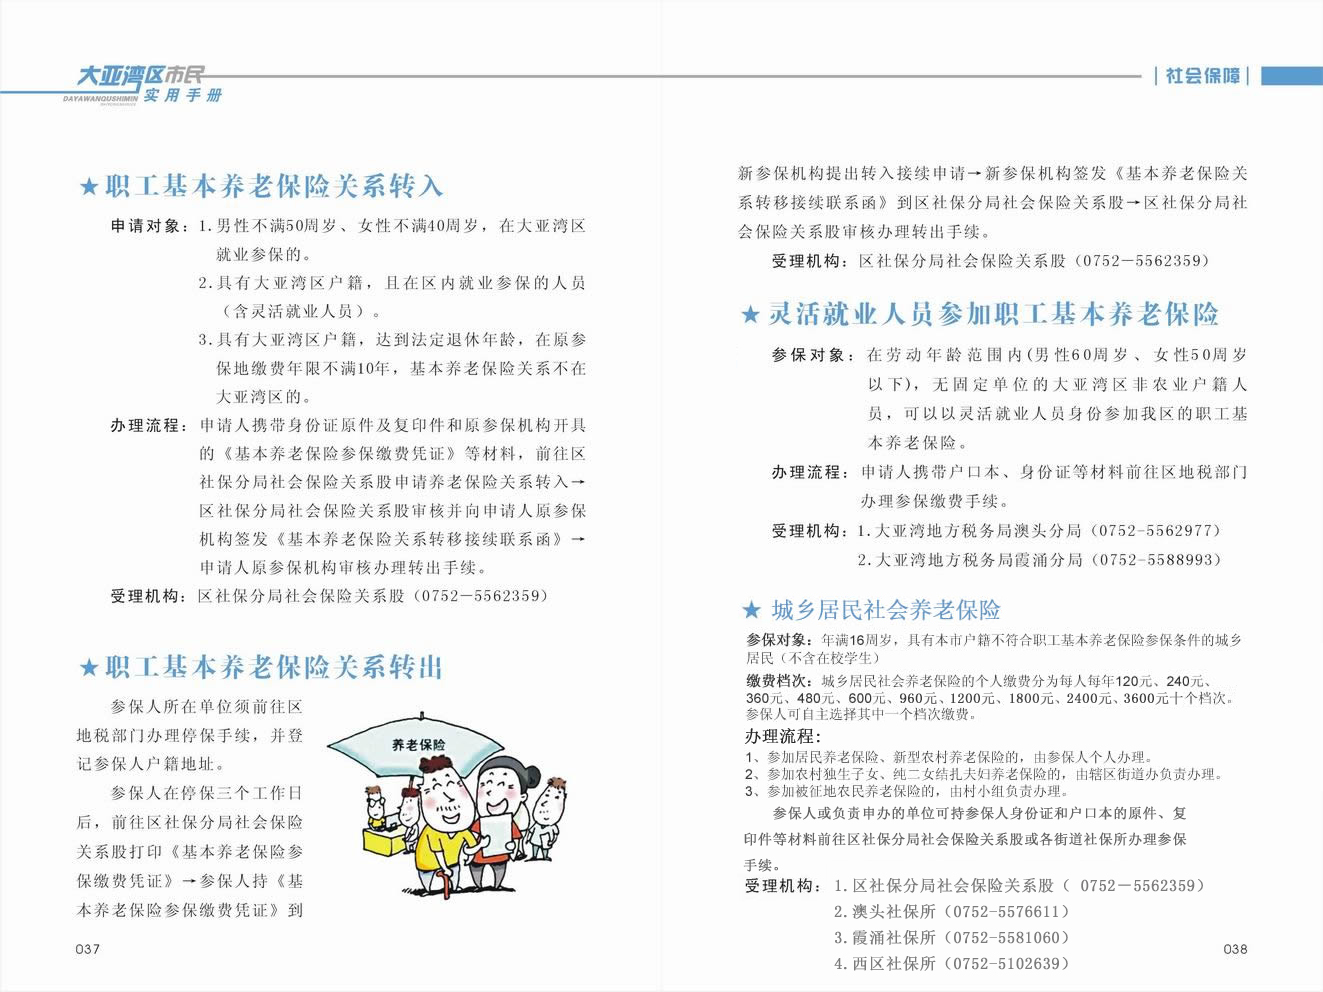 大亚湾区市民
DAYAWANQUSHIMIN 实用手册
★职工基本养老保险关系转入
申请对象：1.男性不满50周岁、女性不满40周岁，在大亚湾区
就业参保的。
2.具有大亚湾区户籍，且在区内就业参保的人员
（含灵活就业人员）。
3.具有大亚湾区户籍，达到法定退休年龄，在原参
保地缴费年限不满10年，基本养老保险关系不在
大亚湾区的。
办理流程：申请人携带身份证原件及复印件和原参保机构开具
的《基本养老保险参保缴费凭证》等材料，前往区
社保分局社会保险关系股申请养老保险关系转入→
区社保分局社会保险关系股审核并向申请人原参保
机构签发《基本养老保险关系转移接续联系函》→
申请人原参保机构审核办理转出手续。
受理机构：区社保分局社会保险关系股（0752－5562359）
★职工基本养老保险关系转出
参保人所在单位须前往区
地税部门办理停保手续，并登
记参保人户籍地址。
参保人在停保三个工作日
后，前往区社保分局社会保险
关系股打印《基本养老保险参
保缴费凭证》→参保人持《基
本养老保险参保缴费凭证》到
养老保险
037
社会保障
新参保机构提出转入接续申请→新参保机构签发《基本养老保险关
系转移接续联系函》到区社保分局社会保险关系股→区社保分局社
会保险关系股审核办理转出手续。
受理机构：区社保分局社会保险关系股（0752－5562359）
★灵活就业人员参加职工基本养老保险
参保对象：在劳动年龄范围内(男性60周岁、女性50周岁
以下)，无固定单位的大亚湾区非农业户籍人
员，可以以灵活就业人员身份参加我区的职工基
本养老保险。
办理流程：申请人携带户口本、身份证等材料前往区地税部门
办理参保缴费手续。
受理机构：1.大亚湾地方税务局澳头分局（0752-5562977）
2.大亚湾地方税务局霞涌分局（0752-5588993）
★ 城乡居民社会养老保险
参保对象：年满16周岁，具有本市户籍不符合职工基本养老保险参保条件的城乡
居民（不含在校学生）
缴费档次：城乡居民社会养老保险的个人缴费分为每人每年120元、240元、
360元、480元、600元、960元、1200元、1800元、2400元、3600元十个档次。
参保人可自主选择其中一个档次缴费。
办理流程：
1、参加居民养老保险、新型农村养老保险的，由参保人个人办理。
2、参加农村独生子女、纯二女结扎夫妇养老保险的，由辖区街道办负责办理。
3、参加被征地农民养老保险的，由村小组负责办理。
参保人或负责申办的单位可持参保人身份证和户口本的原件、复
印件等材料前往区社保分局社会保险关系股或各街道社保所办理参保
手续。
受理机构： 1.区社保分局社会保险关系股（ 0752－5562359）
2.澳头社保所（0752-5576611）
3.霞涌社保所（0752-5581060）
4.西区社保所（0752-5102639）
038